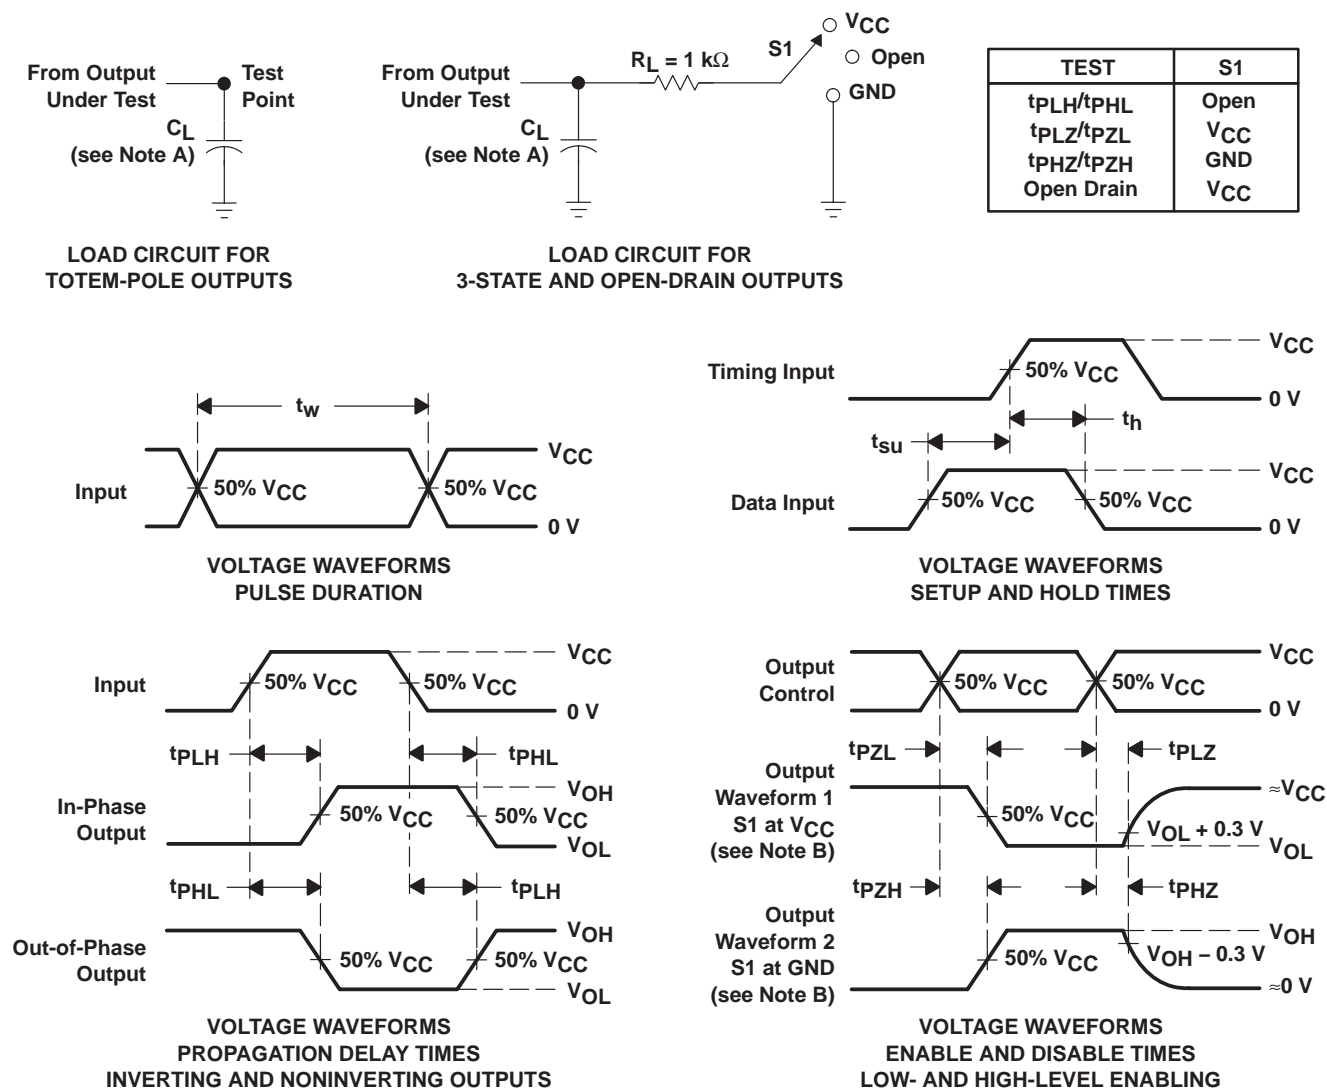 From Output
Under Test
Test
Point
CL
(see Note A)
LOAD CIRCUIT FOR
TOTEM-POLE OUTPUTS
From Output
Under Test
RL = 1 kΩ
S1
VCC
Open
GND
CL
(see Note A)
LOAD CIRCUIT FOR
3-STATE AND OPEN-DRAIN OUTPUTS
TEST S1
tPLH/tPHL Open
tPLZ/tPZL VCC
tPHZ/tPZH GND
Open Drain VCC
tw
Input
50% VCC
50% VCC
VCC
0 V
VOLTAGE WAVEFORMS
PULSE DURATION
Timing Input
50% VCC
VCC
0 V
tsu
th
Data Input
50% VCC
50% VCC
VCC
0 V
VOLTAGE WAVEFORMS
SETUP AND HOLD TIMES
Input
50% VCC
50% VCC
VCC
0 V
tPLH
tPHL
In-Phase
Output
50% VCC
50% VCC
VOH
VOL
tPHL
tPLH
Out-of-Phase
Output
50% VCC
50% VCC
VOH
VOL
VOLTAGE WAVEFORMS
PROPAGATION DELAY TIMES
INVERTING AND NONINVERTING OUTPUTS
Output
Control
50% VCC
50% VCC
VCC
0 V
tPZL
tPLZ
Output
Waveform 1
S1 at VCC
(see Note B)
50% VCC
≈VCC
VOL + 0.3 V
VOL
tPZH
tPHZ
Output
Waveform 2
S1 at GND
(see Note B)
50% VCC
VOH
VOH − 0.3 V
≈0 V
VOLTAGE WAVEFORMS
ENABLE AND DISABLE TIMES
LOW- AND HIGH-LEVEL ENABLING